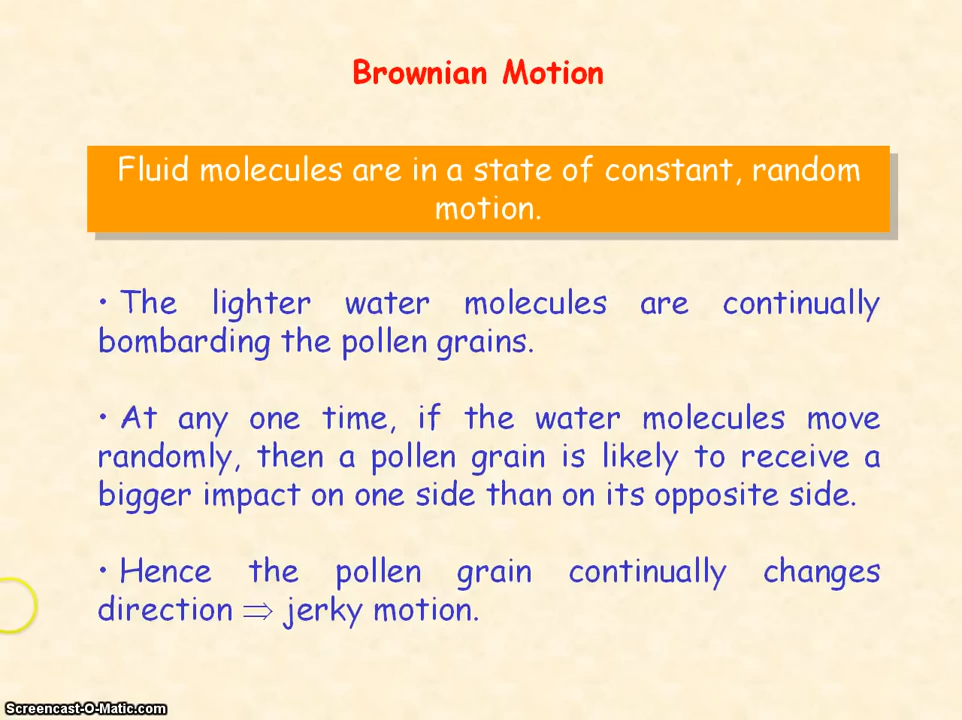 Brownian Motion
Fluid molecules are in a state of constant, random
motion.
• The lighter water molecules are continually
bombarding the pollen grains.
• At any one time, if the water molecules move
randomly, then a pollen grain is likely to receive a
bigger impact on one side than on its opposite side.
• Hence the pollen grain continually changes
direction ⇒ jerky motion.
Screencast-O-Matic.com